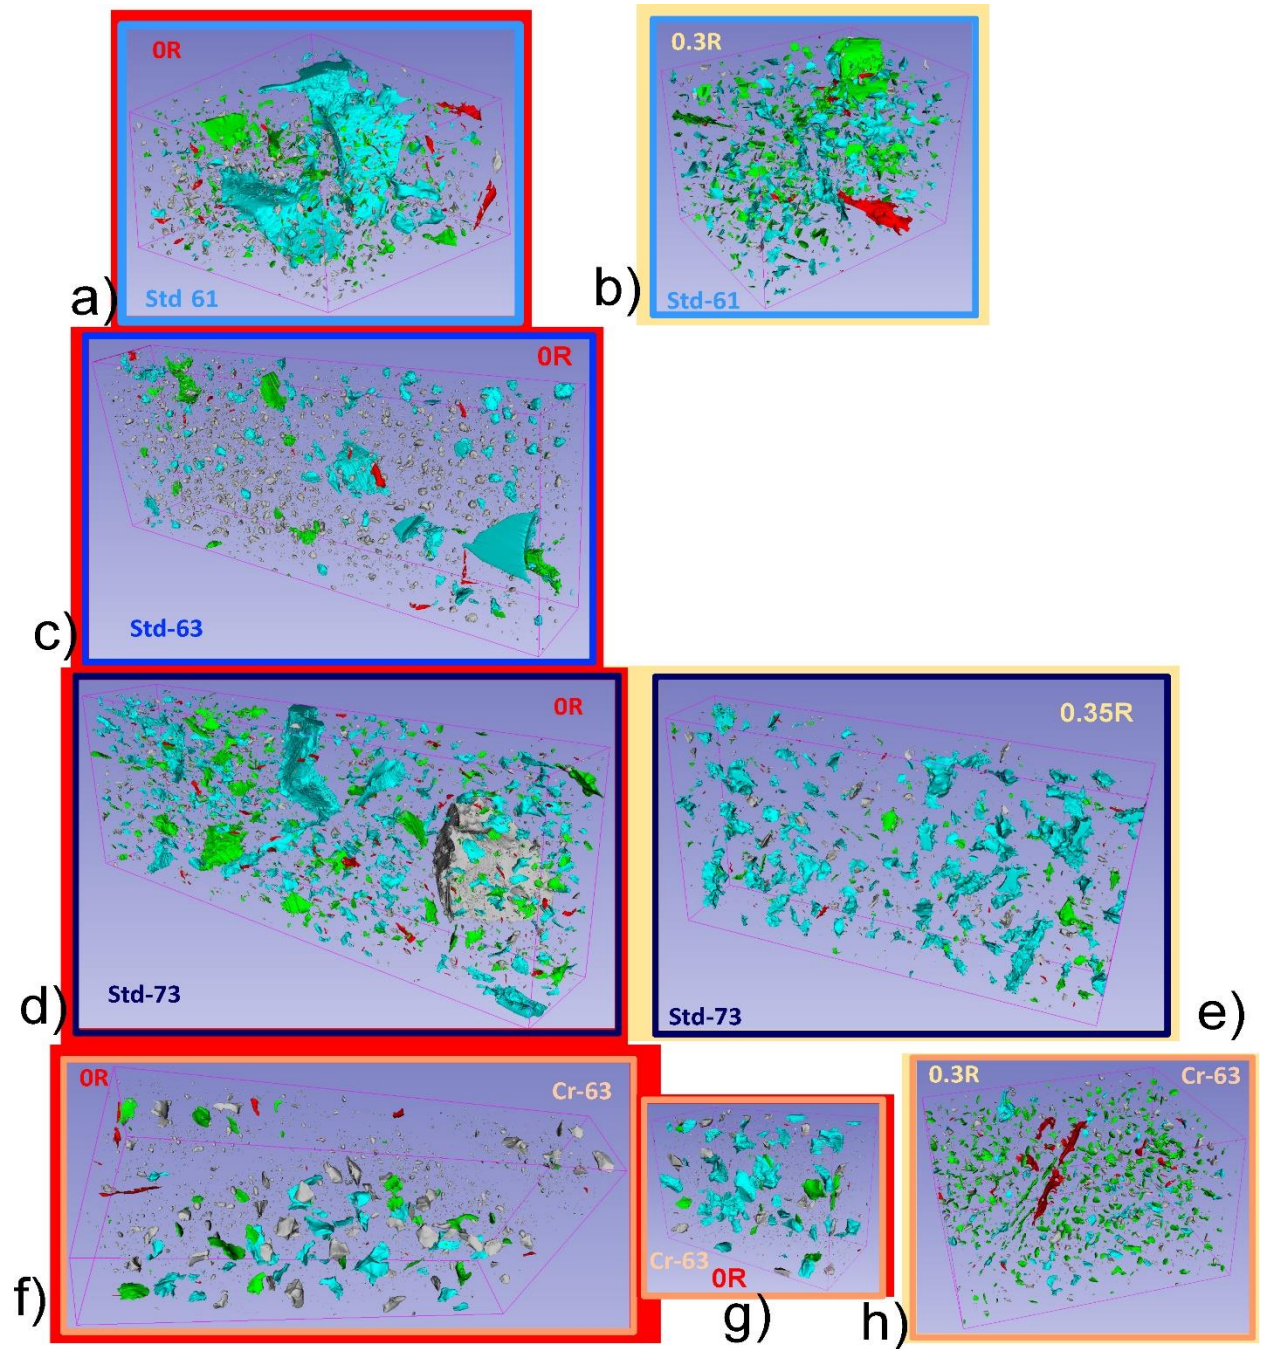 0R
Std 61
a)
0.3R
Std-61
b)
0R
Std-63
c)
0R
Std-73
d)
0.35R
Std-73
e)
0R
Cr-63
f)
Cr-63
0R
g)
0.3R
Cr-63
h)